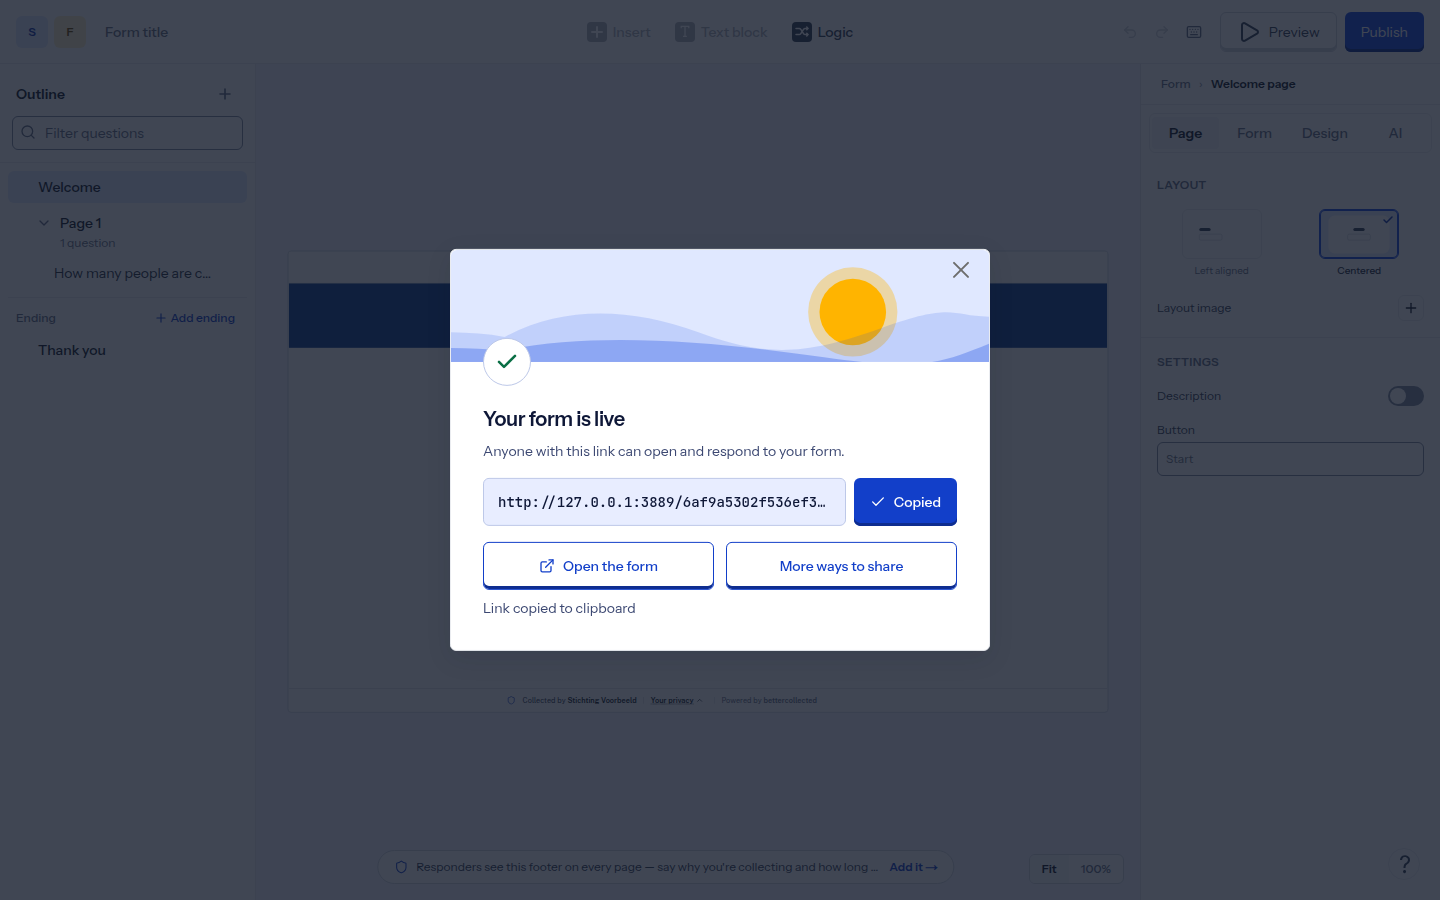 S
F
Form title
Insert
Text block
Logic
Preview
Publish
Outline
Filter questions
Welcome
Page 1
1 question
How many people are c...
Ending
Add ending
Thank you
Form
Welcome page
Page
Form
Design
AI
LAYOUT
Left aligned
Centered
Layout image
SETTINGS
Description
Button
Start
Your form is live
Anyone with this link can open and respond to your form.
http://127.0.0.1:3889/6af9a5302f536ef3…
Copied
Open the form
More ways to share
Link copied to clipboard
Collected by Stichting Voorbeeld
Your privacy
Powered by bettercollected
Responders see this footer on every page — say why you're collecting and how long ...
Add it →
Fit
100%
?